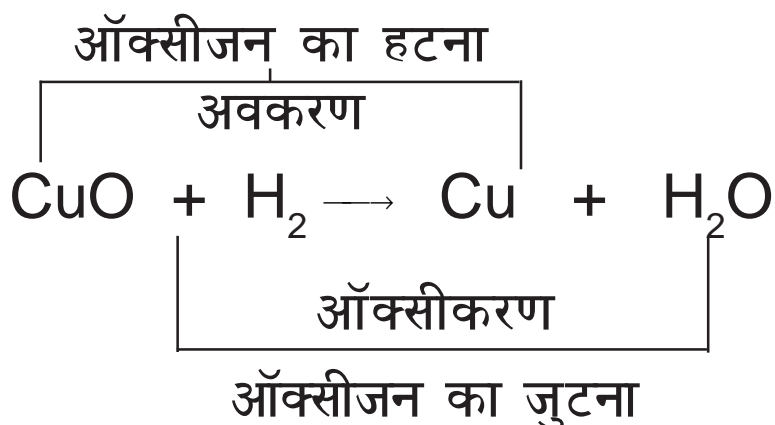 ऑक्सीजन का हटना
अवकरण
CuO + H₂ → Cu + H₂O
ऑक्सीकरण
ऑक्सीजन का जुटना